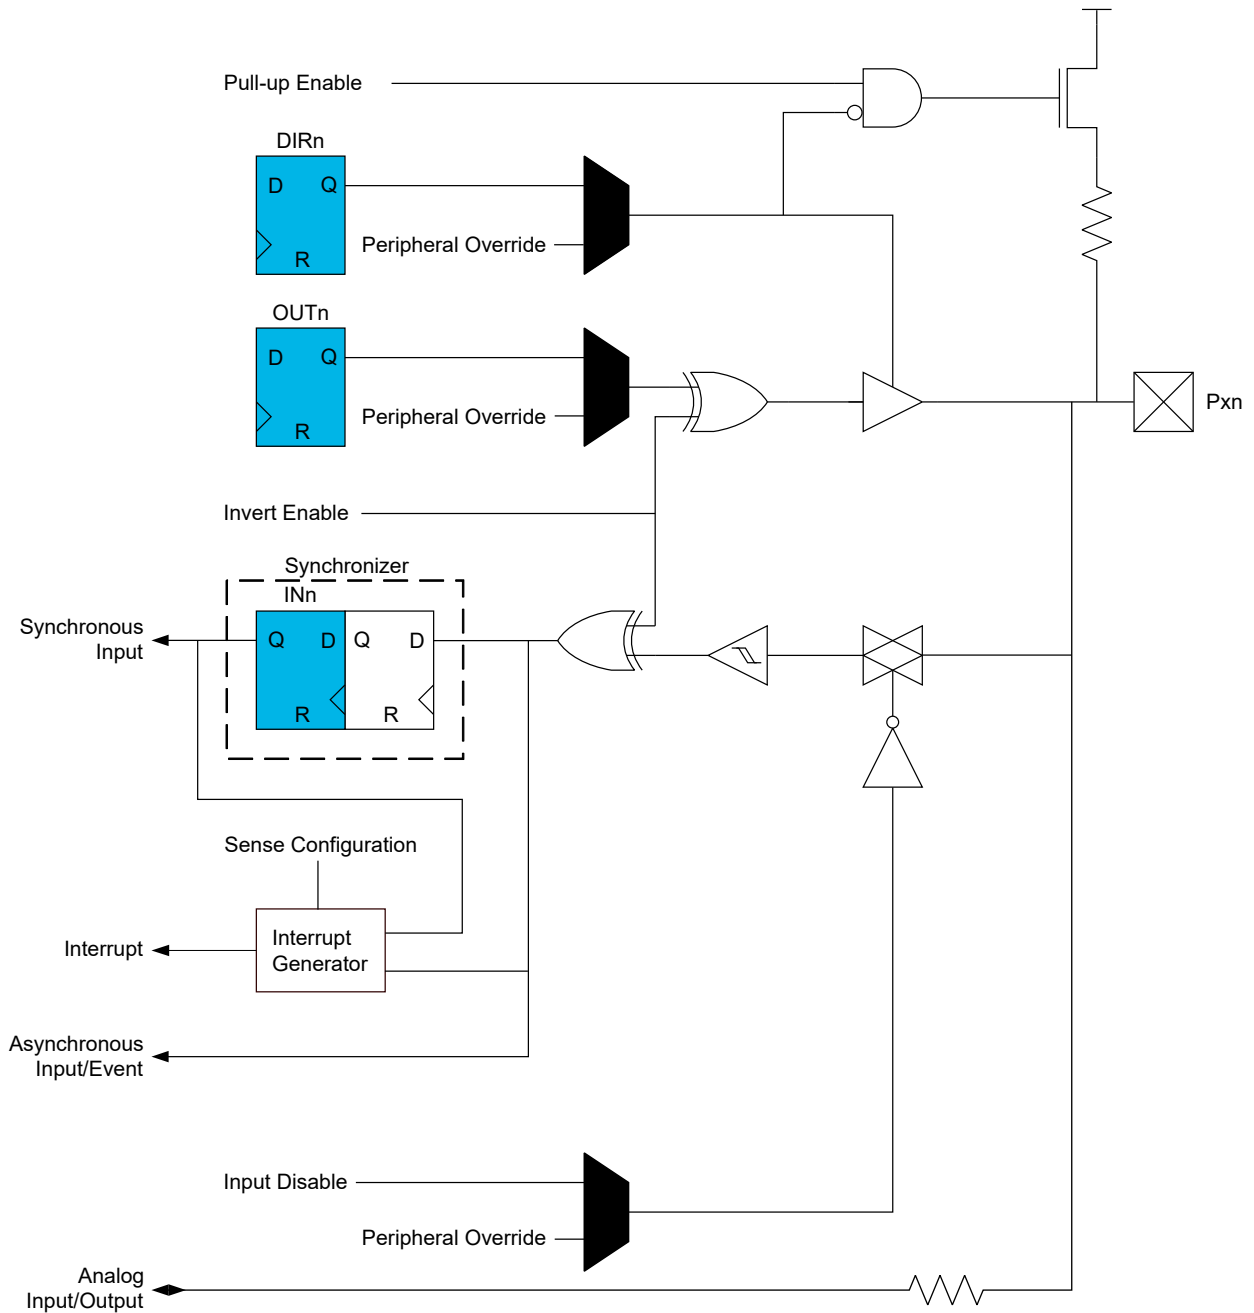 Pull-up Enable
DIRn
D Q
Peripheral Override
R
OUTn
D Q
Pxn
Peripheral Override
R
Invert Enable
Synchronizer
INn
Synchronous
Input
Q D Q D
R R
Sense Configuration
Interrupt
Interrupt
Generator
Asynchronous
Input/Event
Input Disable
Peripheral Override
Analog
Input/Output